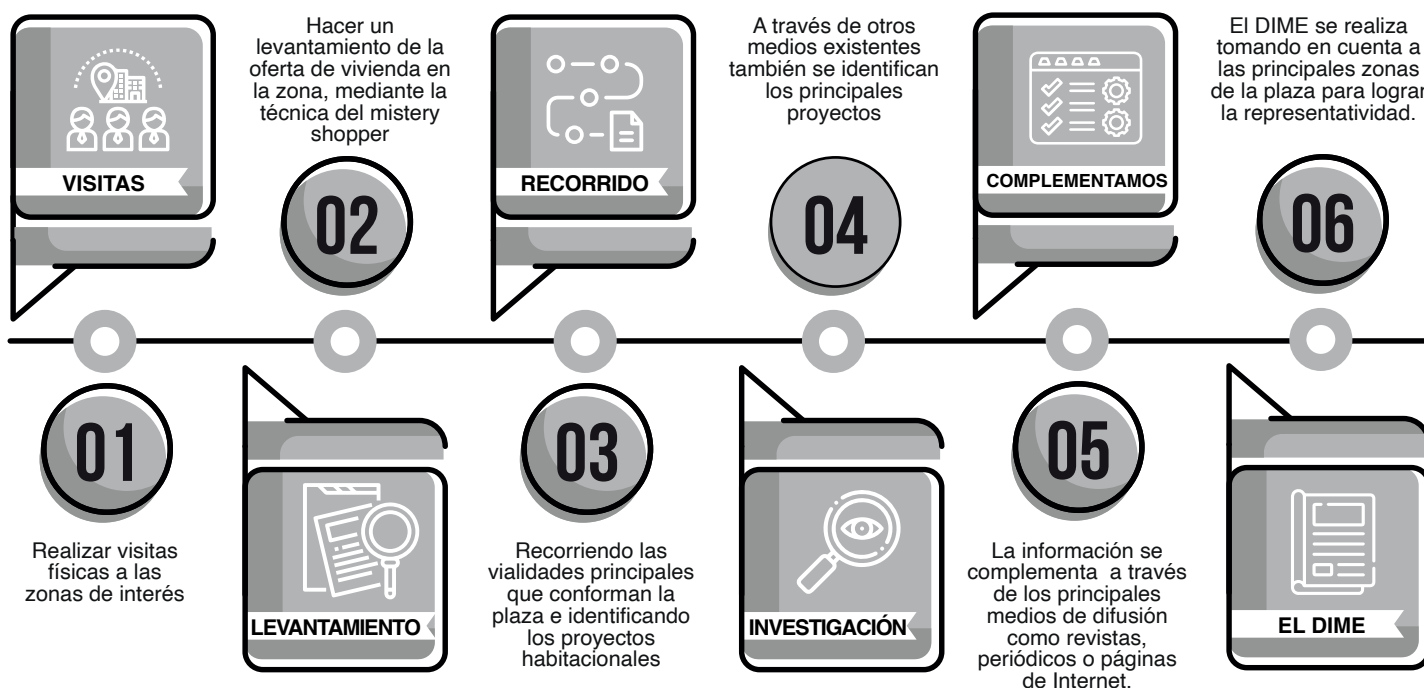 VISITAS
01
Realizar visitas
físicas a las
zonas de interés
Hacer un
levantamiento de la
oferta de vivienda en
la zona, mediante la
técnica del mistery
shopper
02
LEVANTAMIENTO
RECORRIDO
03
Recorriendo las
vialidades principales
que conforman la
plaza e identificando
los proyectos
habitacionales
A través de otros
medios existentes
también se identifican
los principales
proyectos
04
INVESTIGACIÓN
COMPLEMENTAMOS
05
La información se
complementa a través
de los principales
medios de difusión
como revistas,
periódicos o páginas
de Internet.
El DIME se realiza
tomando en cuenta a
las principales zonas
de la plaza para lograr
la representatividad.
06
EL DIME